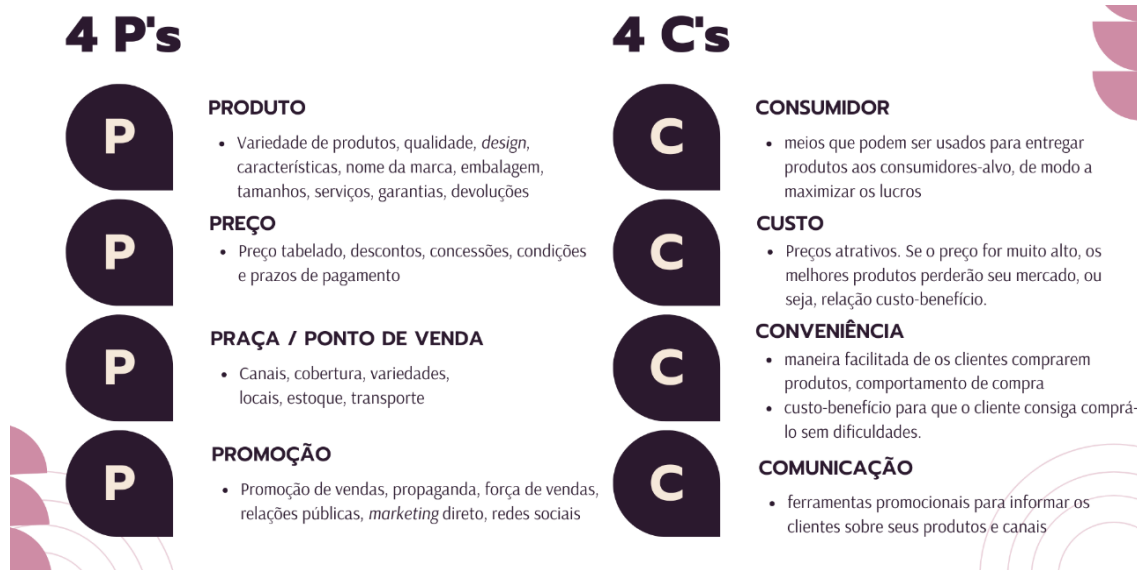 4 P's
P
PRODUTO
• Variedade de produtos, qualidade, design,
características, nome da marca, embalagem,
tamanhos, serviços, garantias, devoluções
P
PREÇO
• Preço tabelado, descontos, concessões, condições
e prazos de pagamento
P
PRAÇA / PONTO DE VENDA
• Canais, cobertura, variedades,
locais, estoque, transporte
P
PROMOÇÃO
• Promoção de vendas, propaganda, força de vendas,
relações públicas, marketing direto, redes sociais
4 C's
C
CONSUMIDOR
• meios que podem ser usados para entregar
produtos aos consumidores-alvo, de modo a
maximizar os lucros
C
CUSTO
• Preços atrativos. Se o preço for muito alto, os
melhores produtos perderão seu mercado, ou
seja, relação custo-benefício.
C
CONVENIÊNCIA
• maneira facilitada de os clientes comprarem
produtos, comportamento de compra
• custo-benefício para que o cliente consiga comprá-
lo sem dificuldades.
C
COMUNICAÇÃO
• ferramentas promocionais para informar os
clientes sobre seus produtos e canais